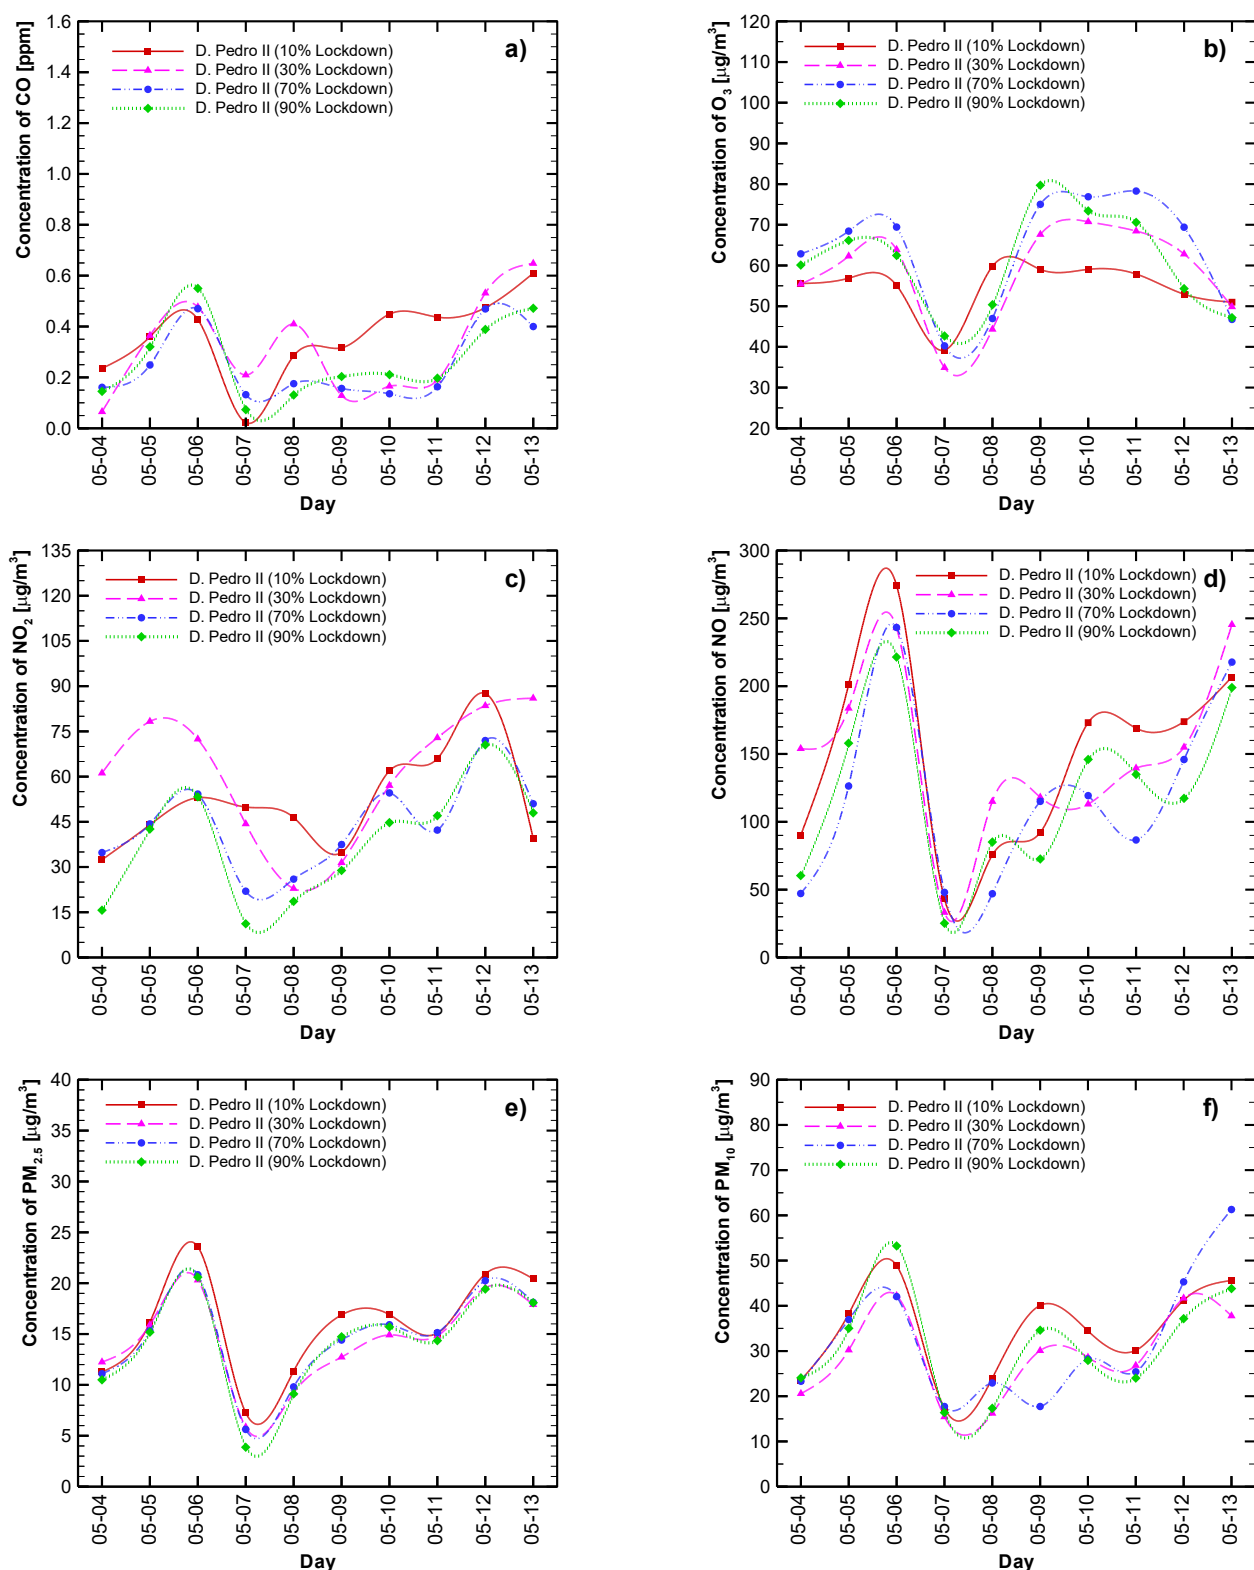 a)
D. Pedro II (10% Lockdown)
D. Pedro II (30% Lockdown)
D. Pedro II (70% Lockdown)
D. Pedro II (90% Lockdown)
Concentration of CO [ppm]
1.6
1.4
1.2
1.0
0.8
0.6
0.4
0.2
0.0
05-04
05-05
05-06
05-07
05-08
05-09
05-10
05-11
05-12
05-13
Day
b)
D. Pedro II (10% Lockdown)
D. Pedro II (30% Lockdown)
D. Pedro II (70% Lockdown)
D. Pedro II (90% Lockdown)
Concentration of O3 [μg/m³]
120
110
100
90
80
70
60
50
40
30
20
05-04
05-05
05-06
05-07
05-08
05-09
05-10
05-11
05-12
05-13
Day
c)
D. Pedro II (10% Lockdown)
D. Pedro II (30% Lockdown)
D. Pedro II (70% Lockdown)
D. Pedro II (90% Lockdown)
Concentration of NO2 [μg/m³]
135
120
105
90
75
60
45
30
15
0
05-04
05-05
05-06
05-07
05-08
05-09
05-10
05-11
05-12
05-13
Day
d)
D. Pedro II (10% Lockdown)
D. Pedro II (30% Lockdown)
D. Pedro II (70% Lockdown)
D. Pedro II (90% Lockdown)
Concentration of NO [μg/m³]
300
250
200
150
100
50
0
05-04
05-05
05-06
05-07
05-08
05-09
05-10
05-11
05-12
05-13
Day
e)
D. Pedro II (10% Lockdown)
D. Pedro II (30% Lockdown)
D. Pedro II (70% Lockdown)
D. Pedro II (90% Lockdown)
Concentration of PM2.5 [μg/m³]
40
35
30
25
20
15
10
5
0
05-04
05-05
05-06
05-07
05-08
05-09
05-10
05-11
05-12
05-13
Day
f)
D. Pedro II (10% Lockdown)
D. Pedro II (30% Lockdown)
D. Pedro II (70% Lockdown)
D. Pedro II (90% Lockdown)
Concentration of PM10 [μg/m³]
90
80
70
60
50
40
30
20
10
0
05-04
05-05
05-06
05-07
05-08
05-09
05-10
05-11
05-12
05-13
Day